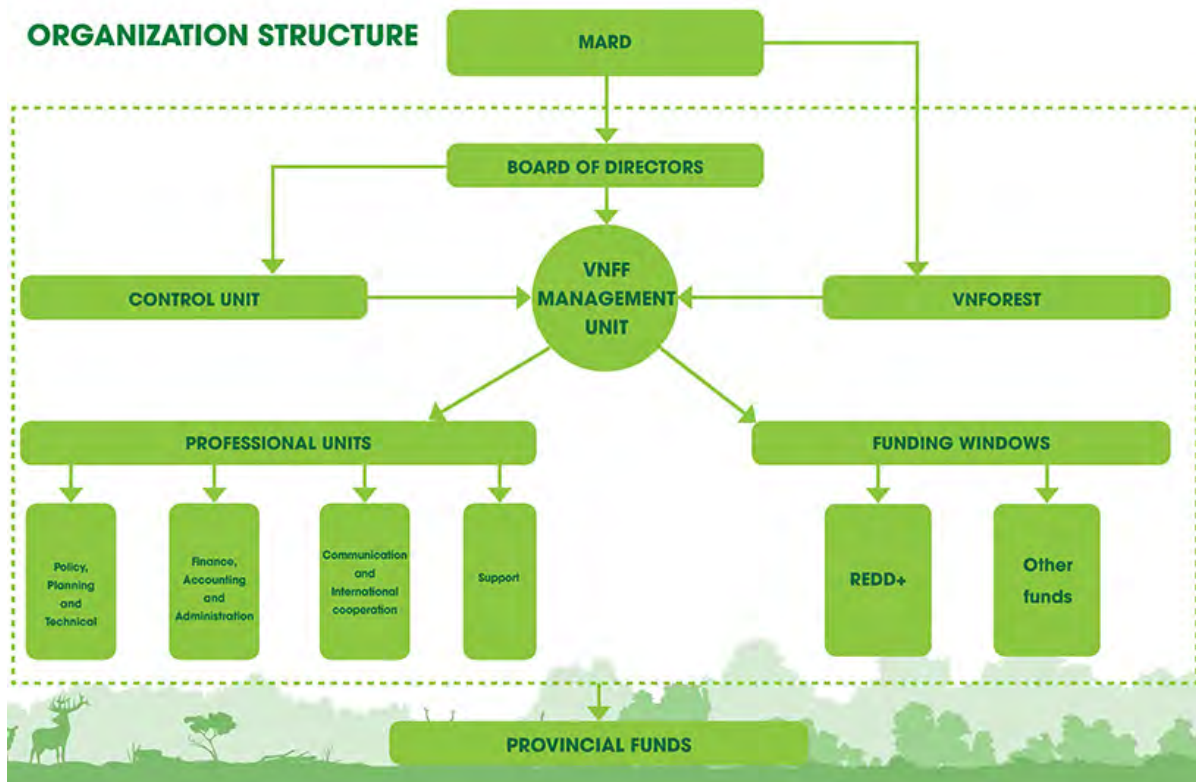 ORGANIZATION STRUCTURE
MARD
BOARD OF DIRECTORS
CONTROL UNIT
VNFF
MANAGEMENT
UNIT
VNFOREST
PROFESSIONAL UNITS
FUNDING WINDOWS
Policy,
Planning
and
Technical
Finance,
Accounting
and
Administration
Communication
and
International
cooperation
Support
REDD+
Other
funds
PROVINCIAL FUNDS